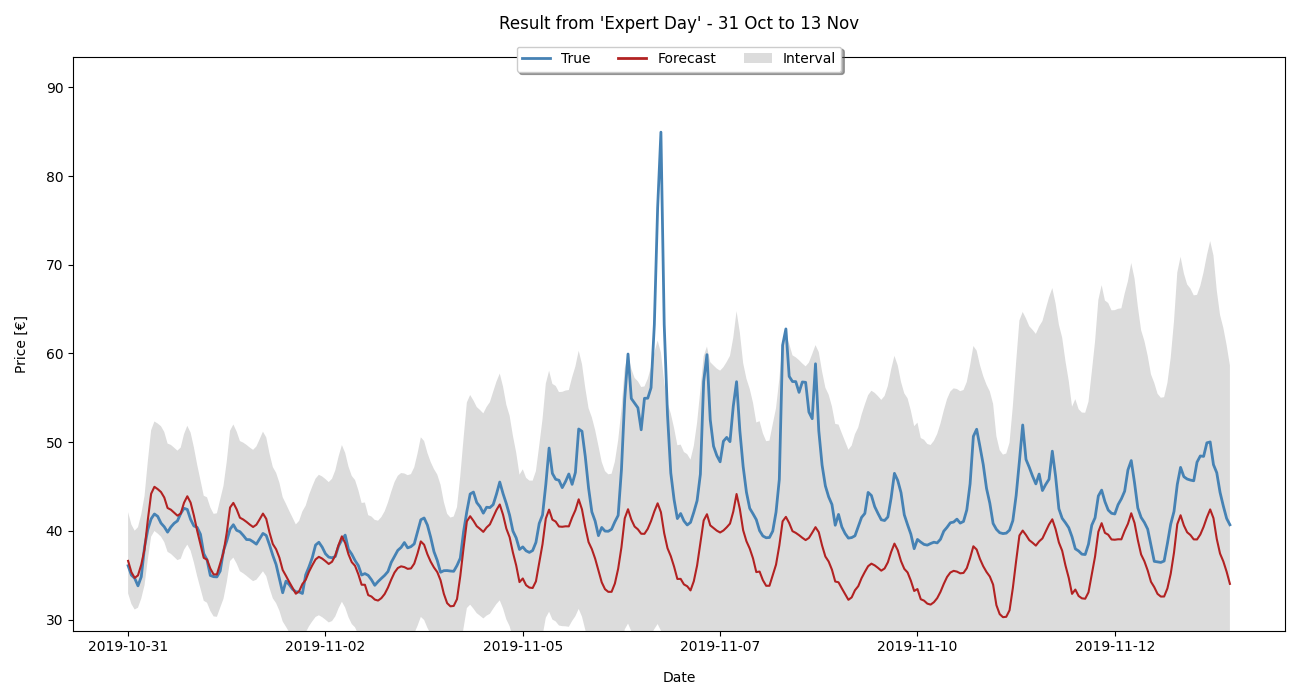 Result from 'Expert Day' - 31 Oct to 13 Nov
True Forecast Interval
90
80
70
60
50
40
30
Price [€]
2019-10-31 2019-11-02 2019-11-05 2019-11-07 2019-11-10 2019-11-12
Date